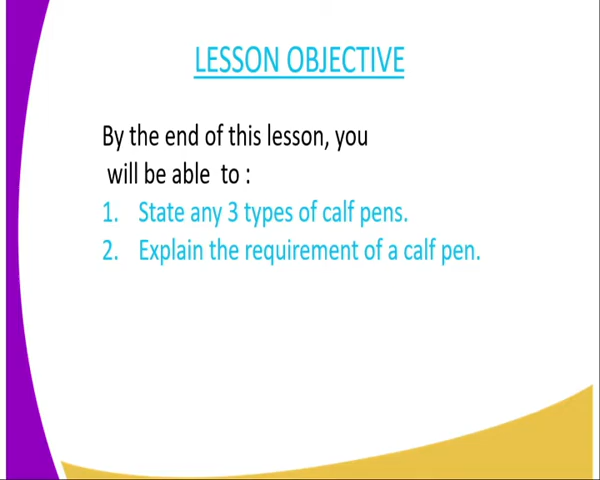 LESSON OBJECTIVE
By the end of this lesson, you
will be able to :
1. State any 3 types of calf pens.
2. Explain the requirement of a calf pen.